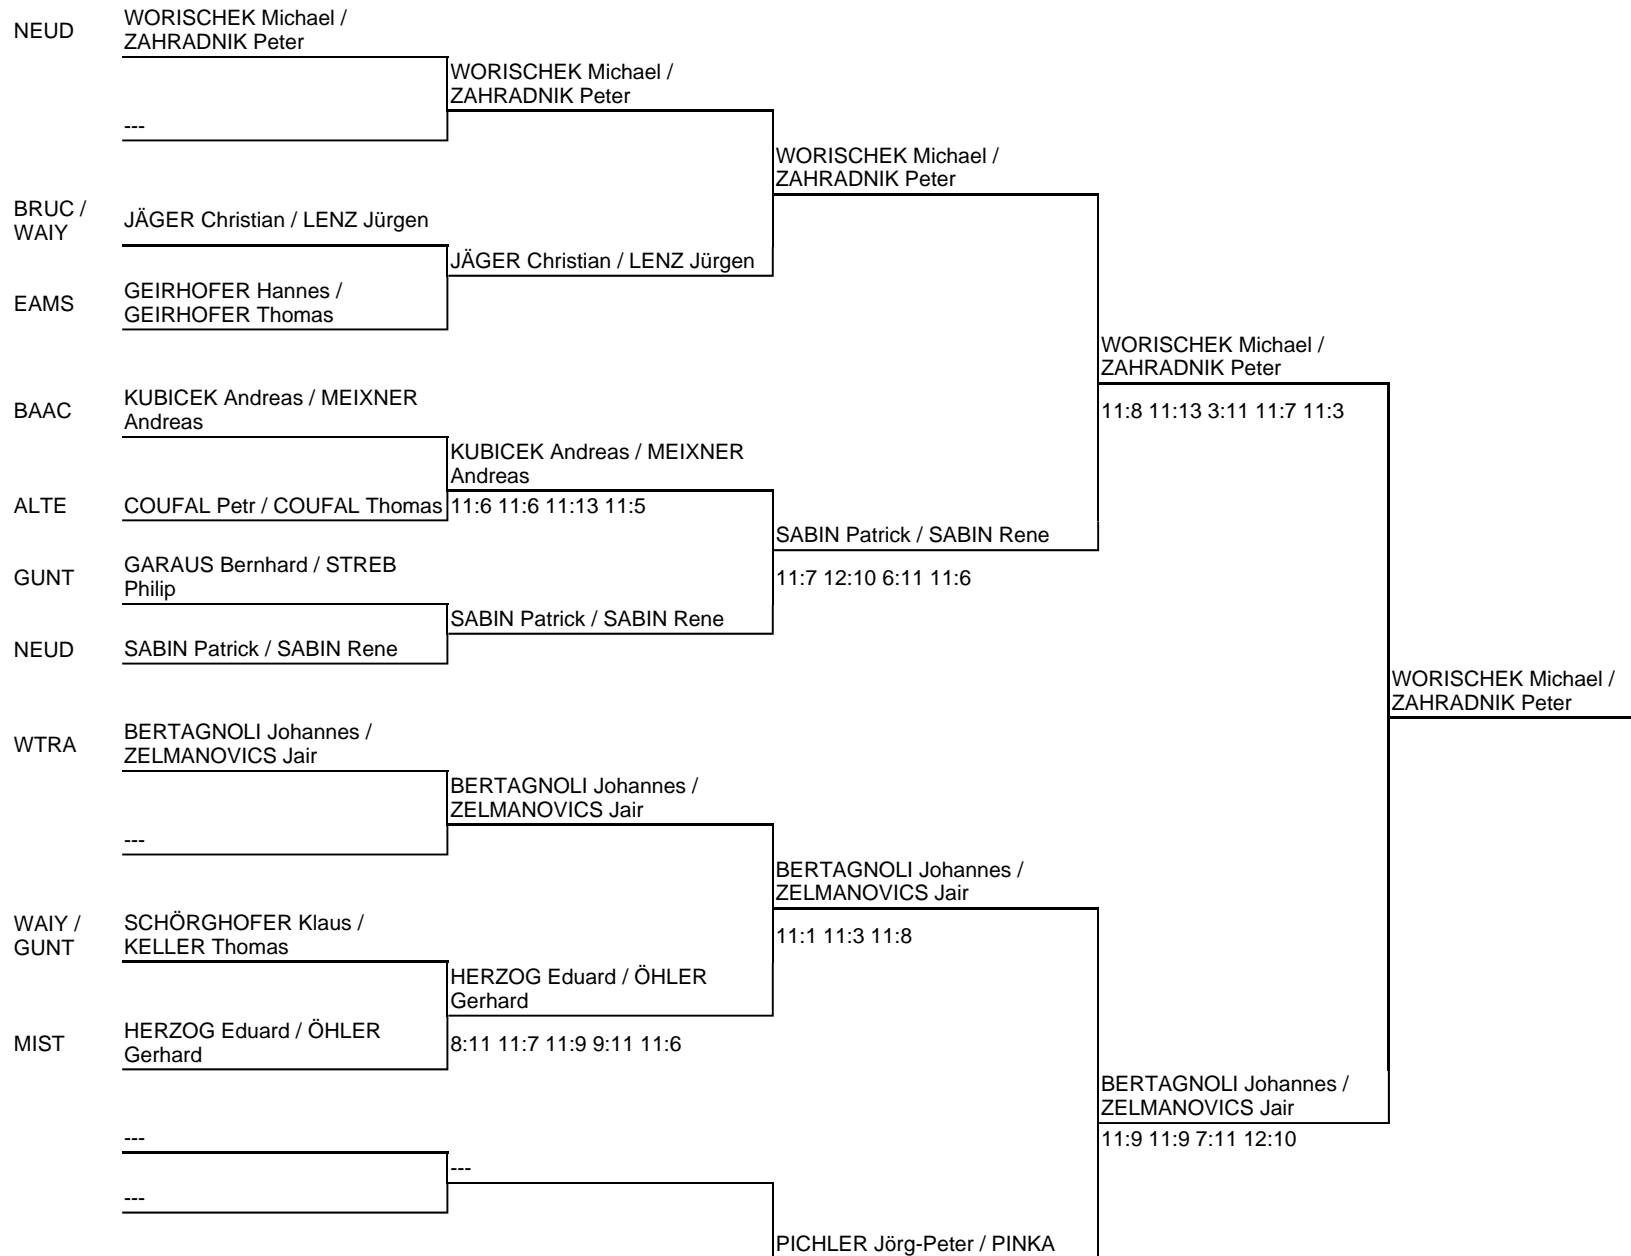 NEUD
WORISCHEK Michael /
ZAHRADNIK Peter
WORISCHEK Michael /
ZAHRADNIK Peter
---
WORISCHEK Michael /
ZAHRADNIK Peter
BRUC /
WAIY
JÄGER Christian / LENZ Jürgen
JÄGER Christian / LENZ Jürgen
EAMS
GEIRHOFER Hannes /
GEIRHOFER Thomas
WORISCHEK Michael /
ZAHRADNIK Peter
11:8 11:13 3:11 11:7 11:3
BAAC
KUBICEK Andreas / MEIXNER
Andreas
KUBICEK Andreas / MEIXNER
Andreas
ALTE
COUFAL Petr / COUFAL Thomas
11:6 11:6 11:13 11:5
SABIN Patrick / SABIN Rene
11:7 12:10 6:11 11:6
GUNT
GARAUS Bernhard / STREB
Philip
SABIN Patrick / SABIN Rene
NEUD
SABIN Patrick / SABIN Rene
WORISCHEK Michael /
ZAHRADNIK Peter
WTRA
BERTAGNOLI Johannes /
ZELMANOVICS Jair
BERTAGNOLI Johannes /
ZELMANOVICS Jair
---
BERTAGNOLI Johannes /
ZELMANOVICS Jair
11:1 11:3 11:8
WAIY /
GUNT
SCHÖRGHOFER Klaus /
KELLER Thomas
HERZOG Eduard / ÖHLER
Gerhard
MIST
HERZOG Eduard / ÖHLER
Gerhard
8:11 11:7 11:9 9:11 11:6
BERTAGNOLI Johannes /
ZELMANOVICS Jair
11:9 11:9 7:11 12:10
---
---
---
PICHLER Jörg-Peter / PINKA